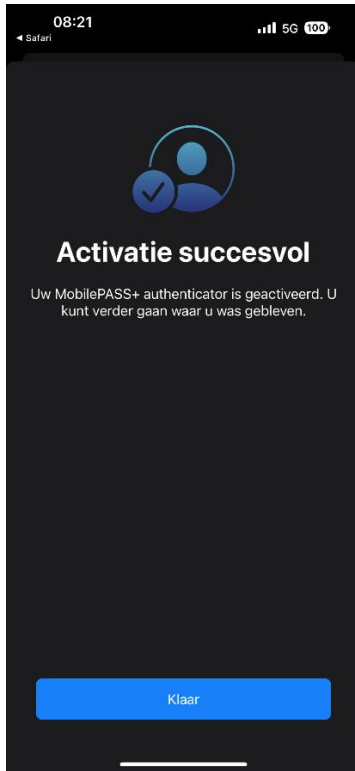 08:21
5G 100
◀ Safari
Activatie succesvol
Uw MobilePASS+ authenticator is geactiveerd. U
kunt verder gaan waar u was gebleven.
Klaar